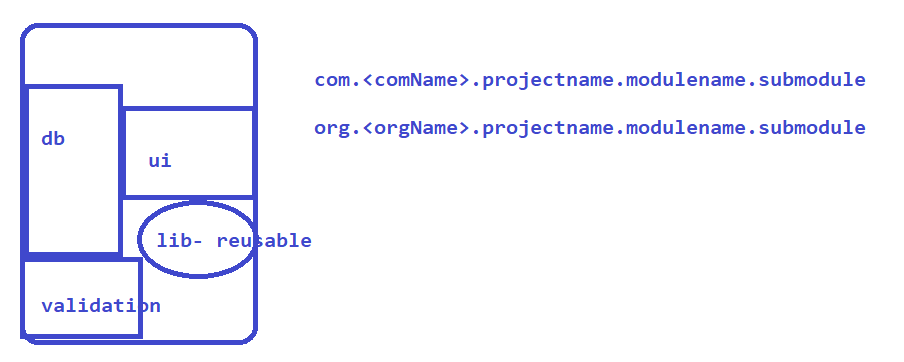 com.<comName>.projectname.modulename.submodule
org.<orgName>.projectname.modulename.submodule
db
ui
lib- reusable
validation